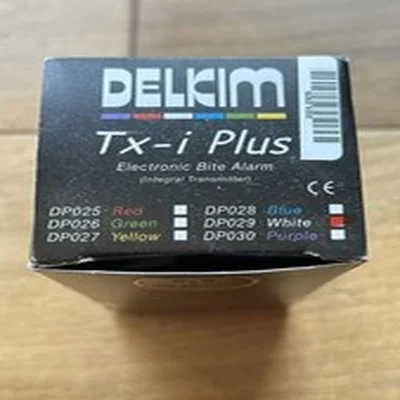 DELKIM
Tx-i Plus
Electronic Bite Alarm
(Integral Transmitter)
CE
DP025 Red DP028 Blue
DP026 Green DP029 White
DP027 Yellow DP030 Purple